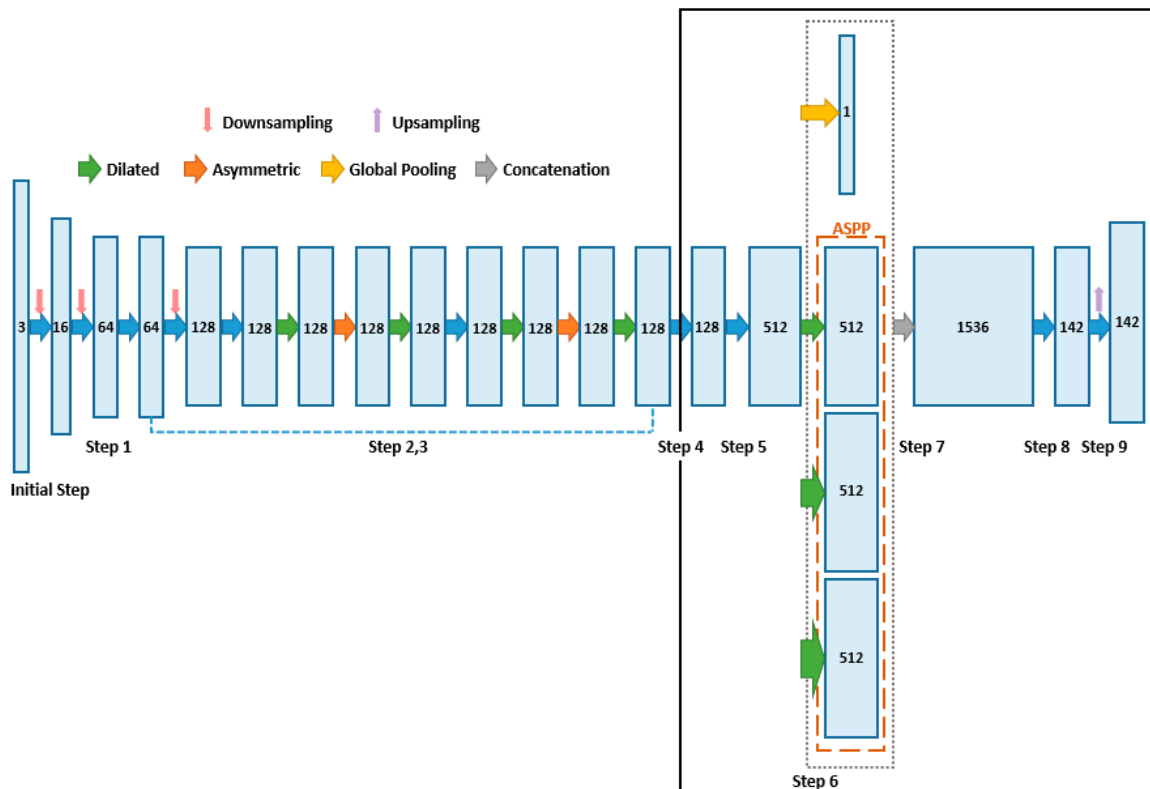 1
Downsampling Upsampling
Dilated Asymmetric Global Pooling Concatenation
ASPP
3 16 64 64 128 128 128 128 128 128 128 128 128 128 512 512 1536 142 142
Step 1 Step 2,3 Step 4 Step 5 Step 7 Step 8 Step 9
Initial Step
512
512
Step 6